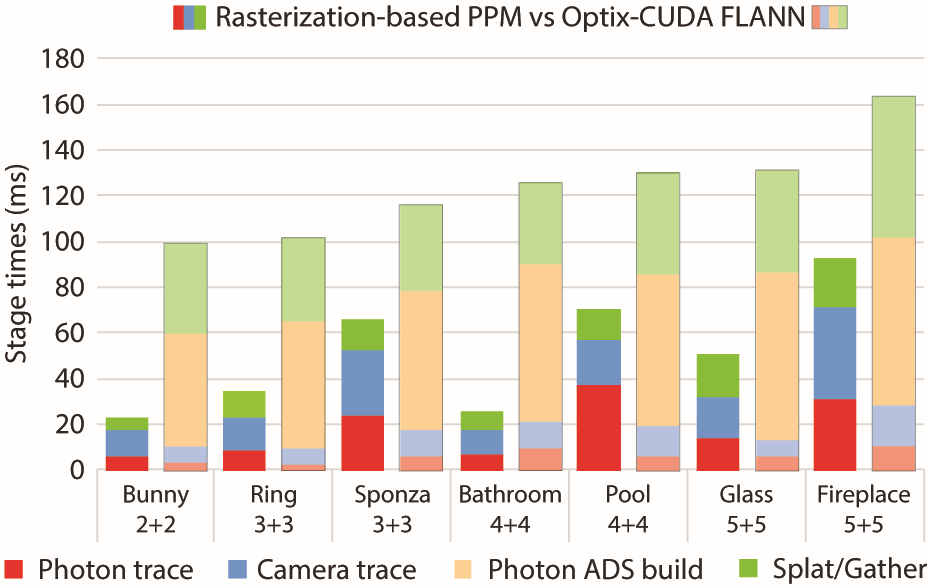 Rasterization-based PPM vs Optix-CUDA FLANN
Stage times (ms)
180
160
140
120
100
80
60
40
20
0
Bunny Ring Sponza Bathroom Pool Glass Fireplace
2+2 3+3 3+3 4+4 4+4 5+5 5+5
Photon trace Camera trace Photon ADS build Splat/Gather